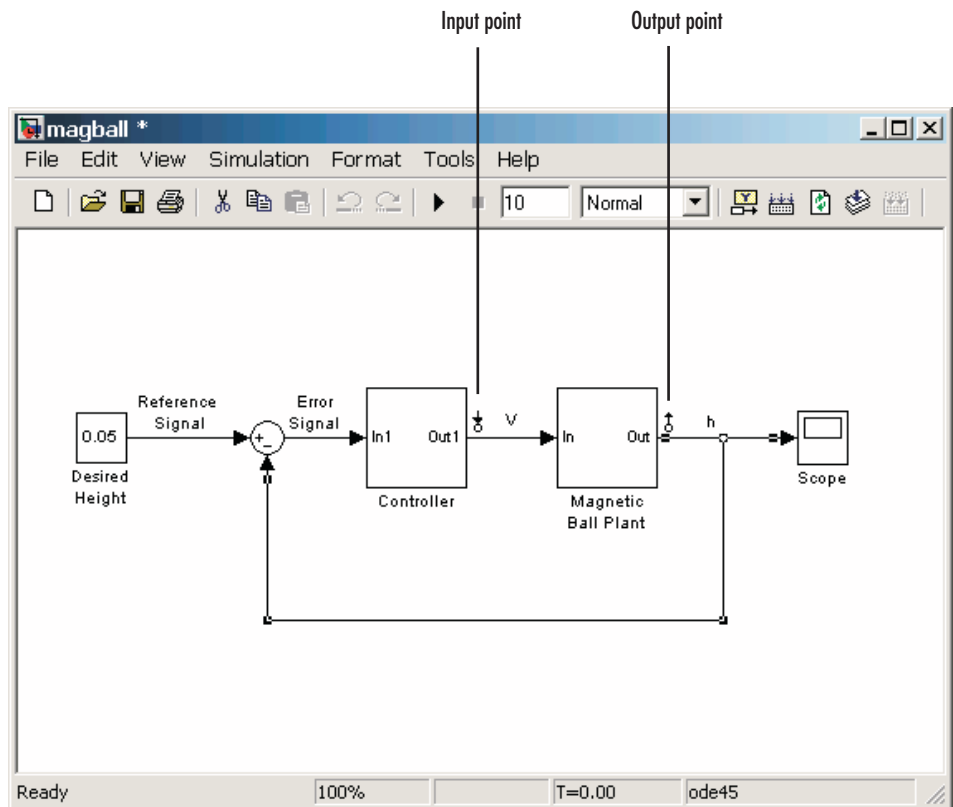 Input point
Output point
magball *
File Edit View Simulation Format Tools Help
10
Normal
Reference
Signal
Error
Signal
0.05
+
-
In1
Out1
V
In
Out
h
Desired
Height
Controller
Magnetic
Ball Plant
Scope
Ready
100%
T=0.00
ode45